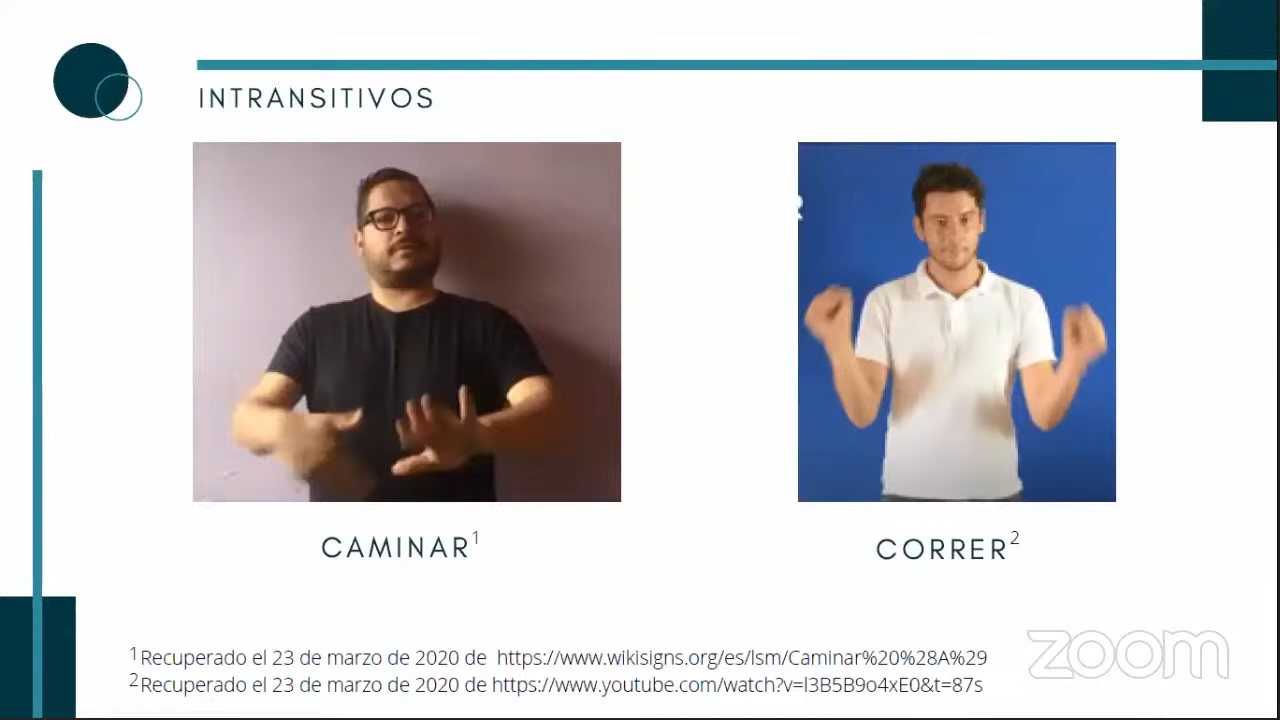 INTRANSITIVOS
CAMINAR¹
CORRER²
¹Recuperado el 23 de marzo de 2020 de https://www.wikisigns.org/es/lsm/Caminar%20%28A%29
²Recuperado el 23 de marzo de 2020 de https://www.youtube.com/watch?v=l3B5B9o4xE0&t=87s
zoom